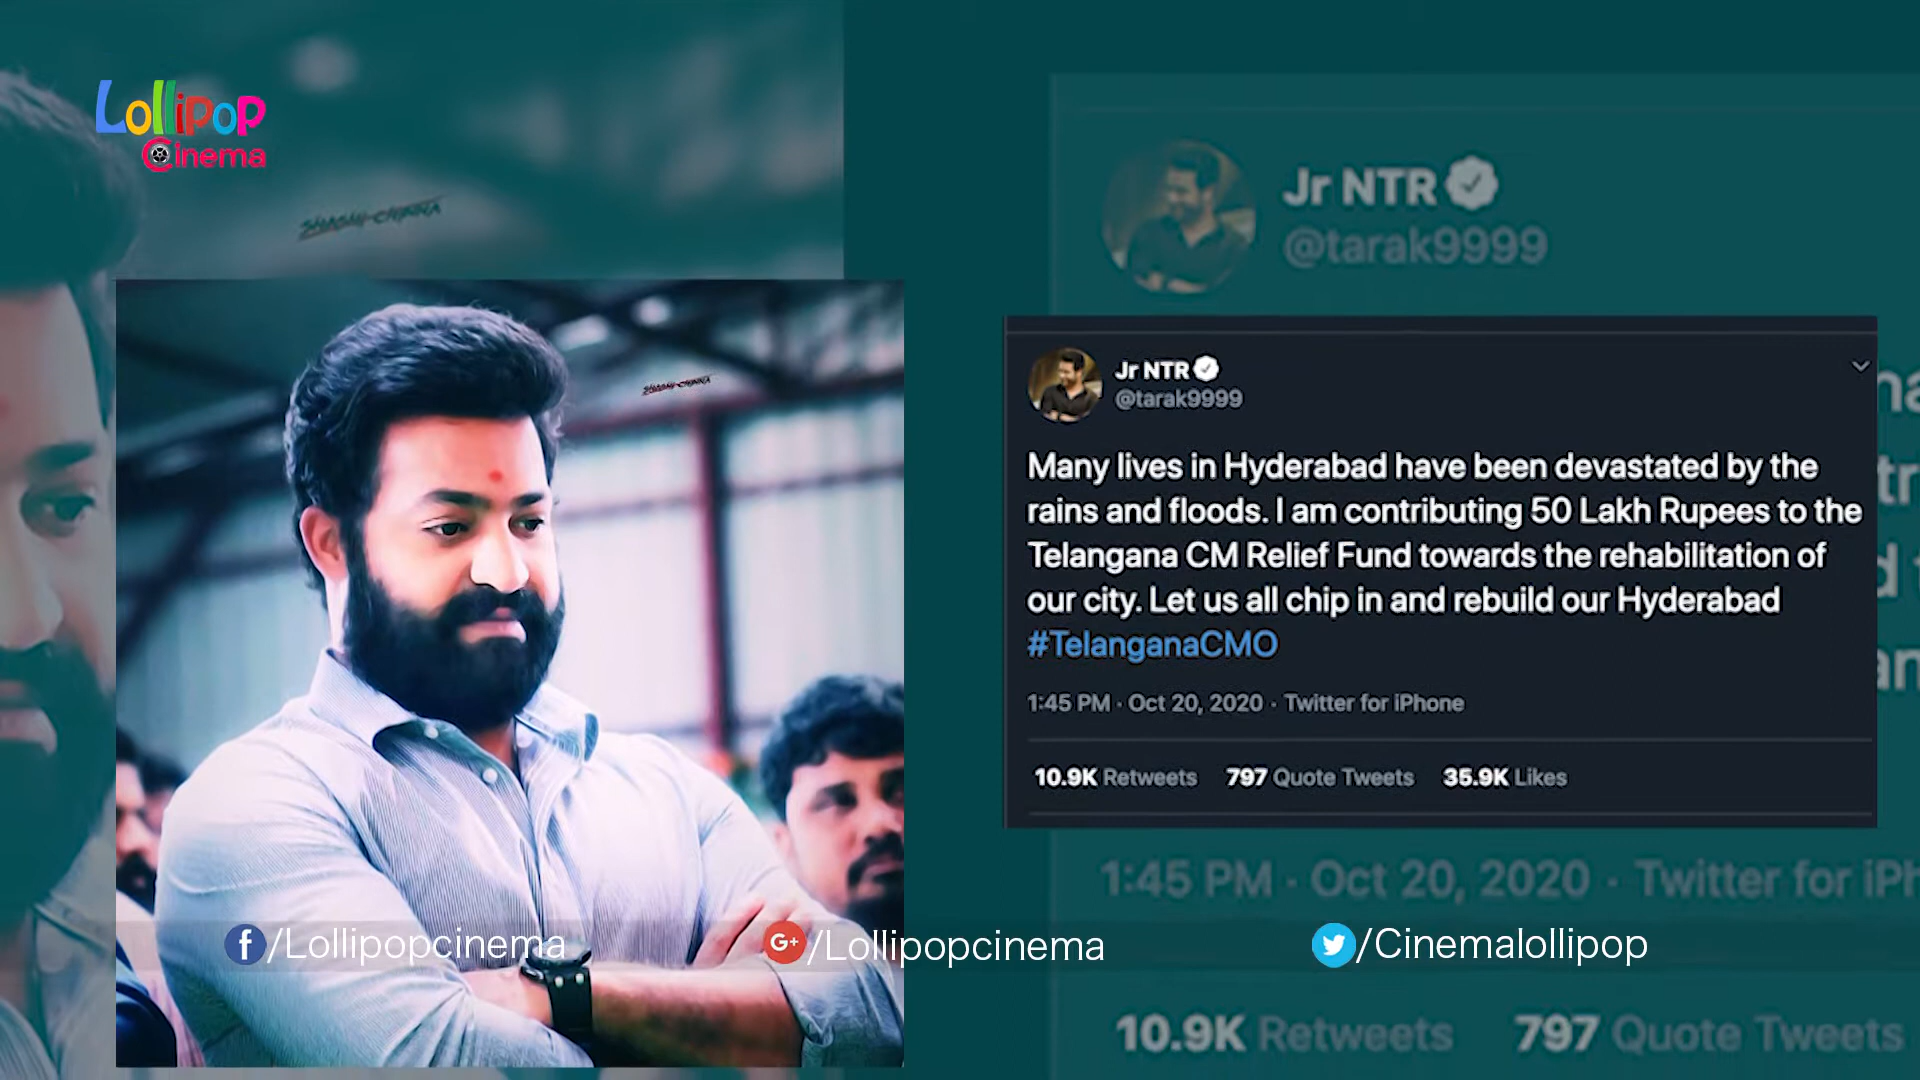 Lollipop
Cinema
SHASHI CHINNA
Jr NTR
@tarak9999
SHASHI CHINNA
Jr NTR
@tarak9999
Many lives in Hyderabad have been devastated by the
rains and floods. I am contributing 50 Lakh Rupees to the
Telangana CM Relief Fund towards the rehabilitation of
our city. Let us all chip in and rebuild our Hyderabad
#TelanganaCMO
1:45 PM · Oct 20, 2020 · Twitter for iPhone
10.9K Retweets 797 Quote Tweets 35.9K Likes
1:45 PM · Oct 20, 2020 · Twitter for iPh
f/Lollipopcinema G+/Lollipopcinema /Cinemalollipop
10.9K Retweets 797 Quote Tweets